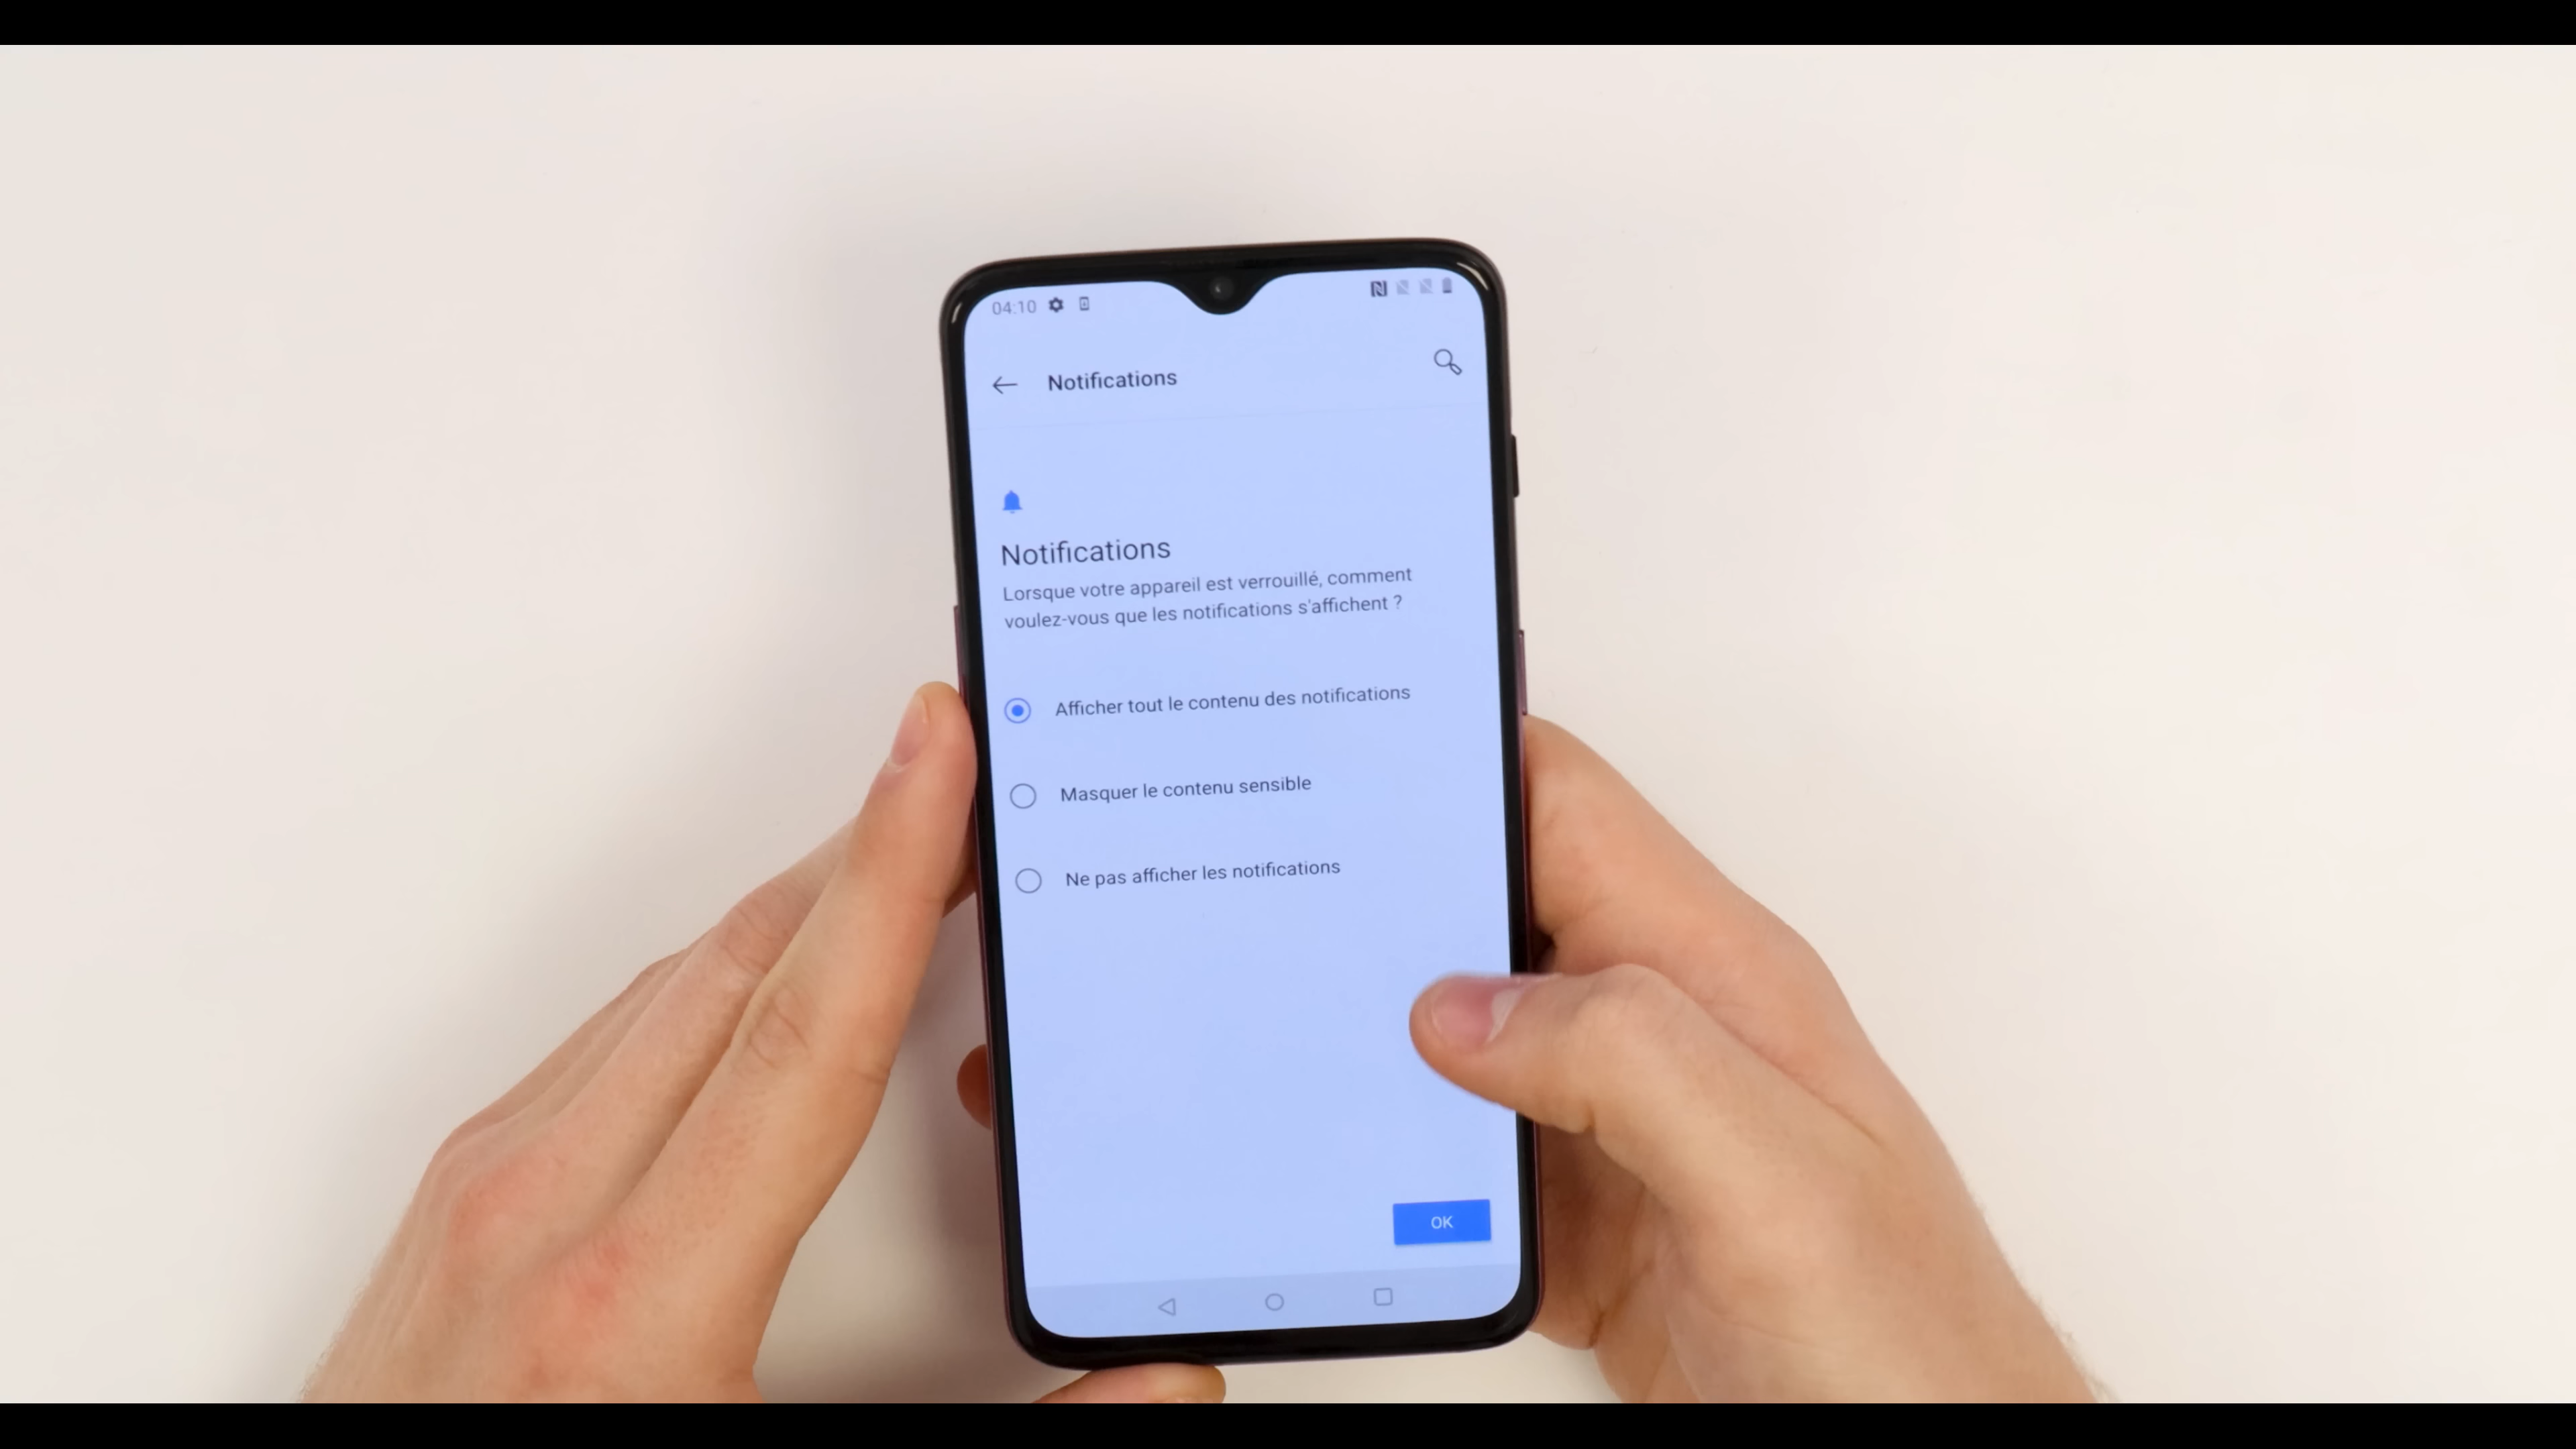 04:10
Notifications
Notifications
Lorsque votre appareil est verrouillé, comment
voulez-vous que les notifications s'affichent ?
Afficher tout le contenu des notifications
Masquer le contenu sensible
Ne pas afficher les notifications
OK